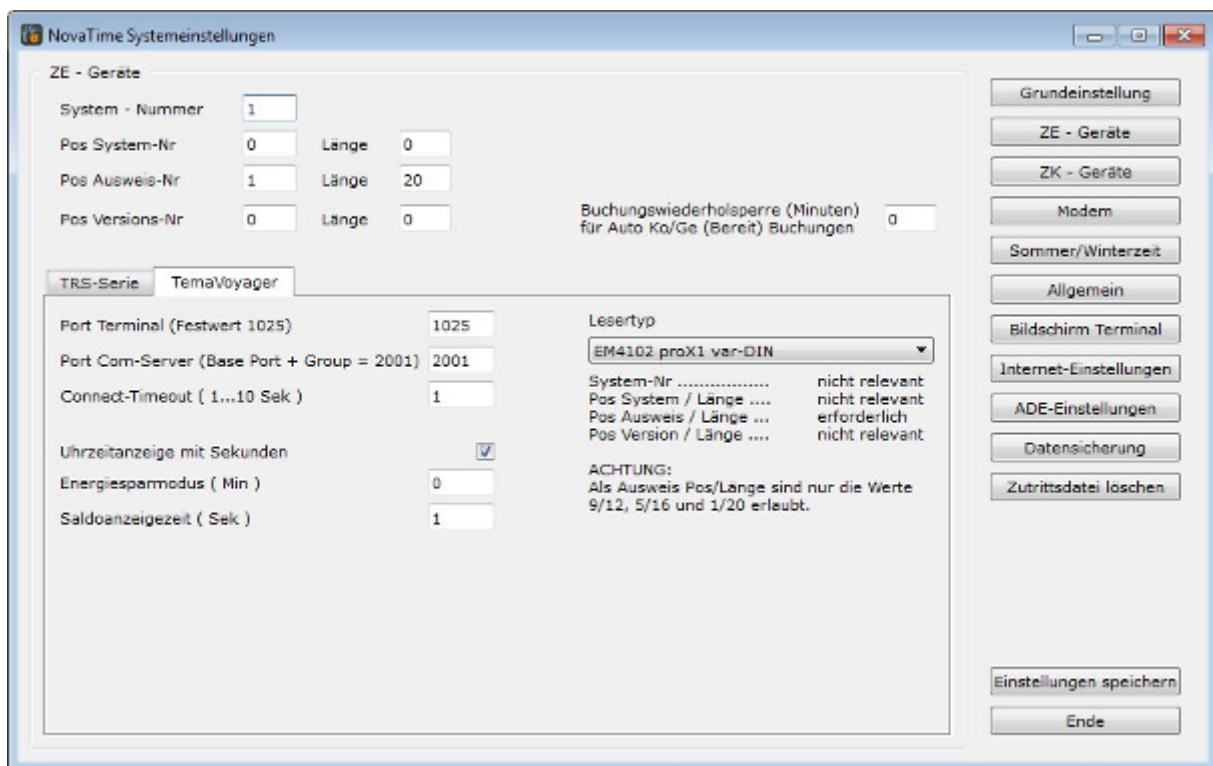 NovaTime Systemeinstellungen
ZE - Geräte
System - Nummer 1
Pos System-Nr 0 Länge 0
Pos Ausweis-Nr 1 Länge 20
Pos Versions-Nr 0 Länge 0
Buchungswiederholsperre (Minuten)
für Auto Ko/Ge (Bereit) Buchungen 0
TRS-Serie TemaVoyager
Port Terminal (Festwert 1025) 1025
Port Com-Server (Base Port + Group = 2001) 2001
Connect-Timeout ( 1...10 Sek ) 1
Uhrzeitanzeige mit Sekunden
Energiesparmodus ( Min ) 0
Saldoanzeigezeit ( Sek ) 1
Lesertyp
EM4102 proX1 var-DIN
System-Nr ................. nicht relevant
Pos System / Länge .... nicht relevant
Pos Ausweis / Länge ... erforderlich
Pos Version / Länge .... nicht relevant
ACHTUNG:
Als Ausweis Pos/Länge sind nur die Werte
9/12, 5/16 und 1/20 erlaubt.
Grundeinstellung
ZE - Geräte
ZK - Geräte
Modem
Sommer/Winterzeit
Allgemein
Bildschirm Terminal
Internet-Einstellungen
ADE-Einstellungen
Datensicherung
Zutrittsdatei löschen
Einstellungen speichern
Ende